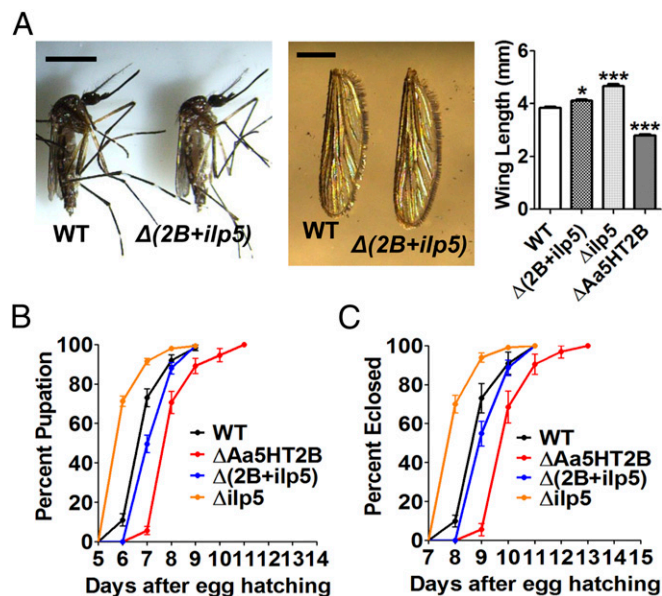 A
WT
Δ(2B+ilp5)
WT
Δ(2B+ilp5)
Wing Length (mm)
6
4
2
0
*
***
***
WT
Δ(2B+ilp5)
Δilp5
ΔAa5HT2B
B
Percent Pupation
100
80
60
40
20
0
WT
ΔAa5HT2B
Δ(2B+ilp5)
Δilp5
5 6 7 8 9 10 11 12 13 14
Days after egg hatching
C
Percent Eclosed
100
80
60
40
20
0
WT
ΔAa5HT2B
Δ(2B+ilp5)
Δilp5
7 8 9 10 11 12 13 14 15
Days after egg hatching